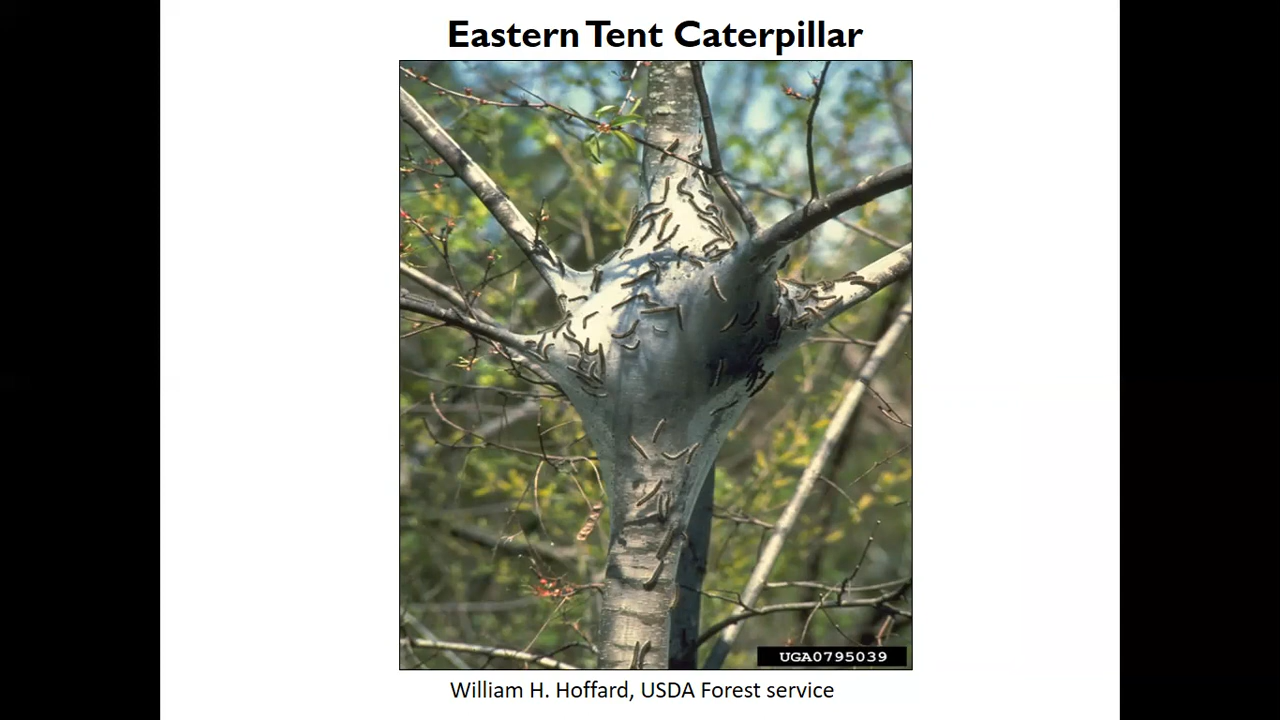 Eastern Tent Caterpillar
UGA0795039
William H. Hoffard, USDA Forest service